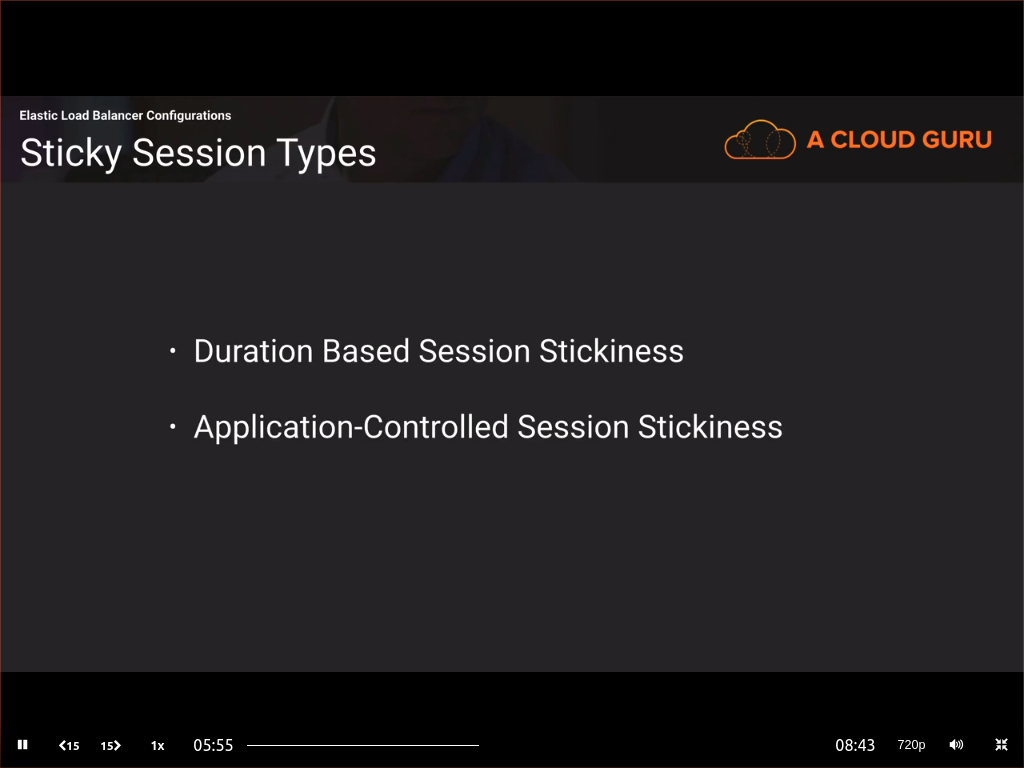 Elastic Load Balancer Configurations
Sticky Session Types
A CLOUD GURU
· Duration Based Session Stickiness
· Application-Controlled Session Stickiness
15 15 1x 05:55 08:43 720p